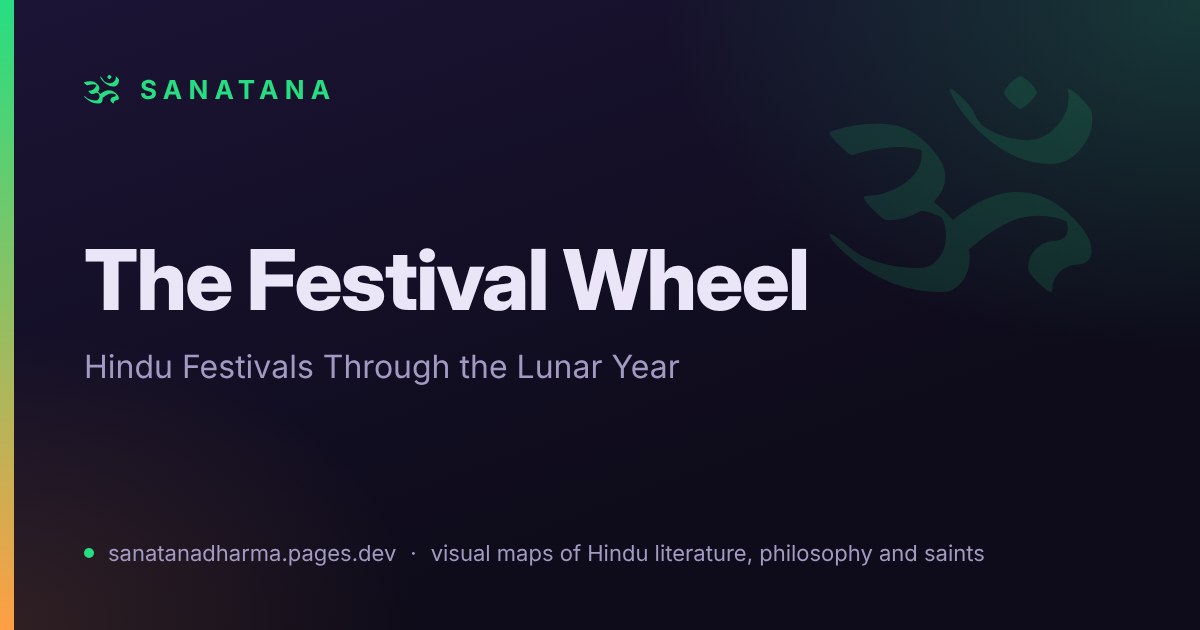 ॐ SANATANA
ॐ
The Festival Wheel
Hindu Festivals Through the Lunar Year
sanatanadharma.pages.dev · visual maps of Hindu literature, philosophy and saints